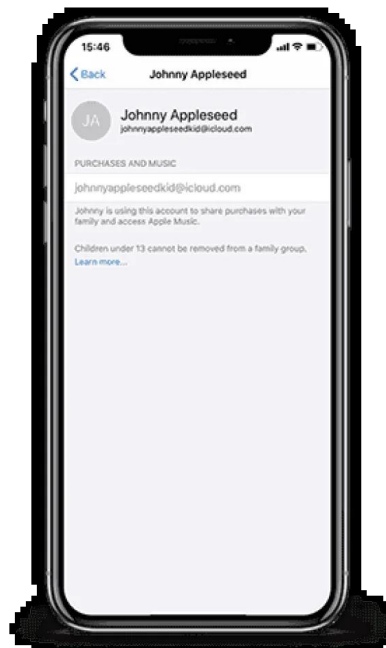 15:46
Back
Johnny Appleseed
JA
Johnny Appleseed
johnnyappleseedkid@icloud.com
PURCHASES AND MUSIC
johnnyappleseedkid@icloud.com
Johnny is using this account to share purchases with your
family and access Apple Music.
Children under 13 cannot be removed from a family group.
Learn more...